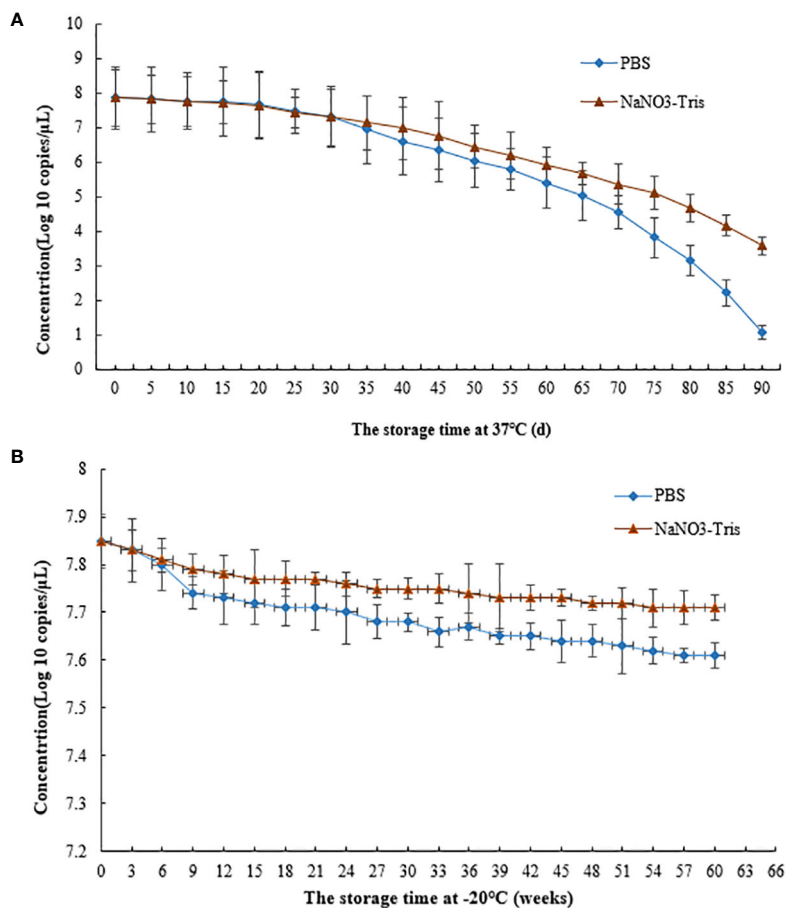 A
10
9
8
7
6
5
4
3
2
1
0
Concentrtion(Log 10 copies/μL)
PBS
NaNO3-Tris
0 5 10 15 20 25 30 35 40 45 50 55 60 65 70 75 80 85 90
The storage time at 37°C (d)
B
8
7.9
7.8
7.7
7.6
7.5
7.4
7.3
7.2
Concentrtion(Log 10 copies/μL)
PBS
NaNO3-Tris
0 3 6 9 12 15 18 21 24 27 30 33 36 39 42 45 48 51 54 57 60 63 66
The storage time at -20°C (weeks)